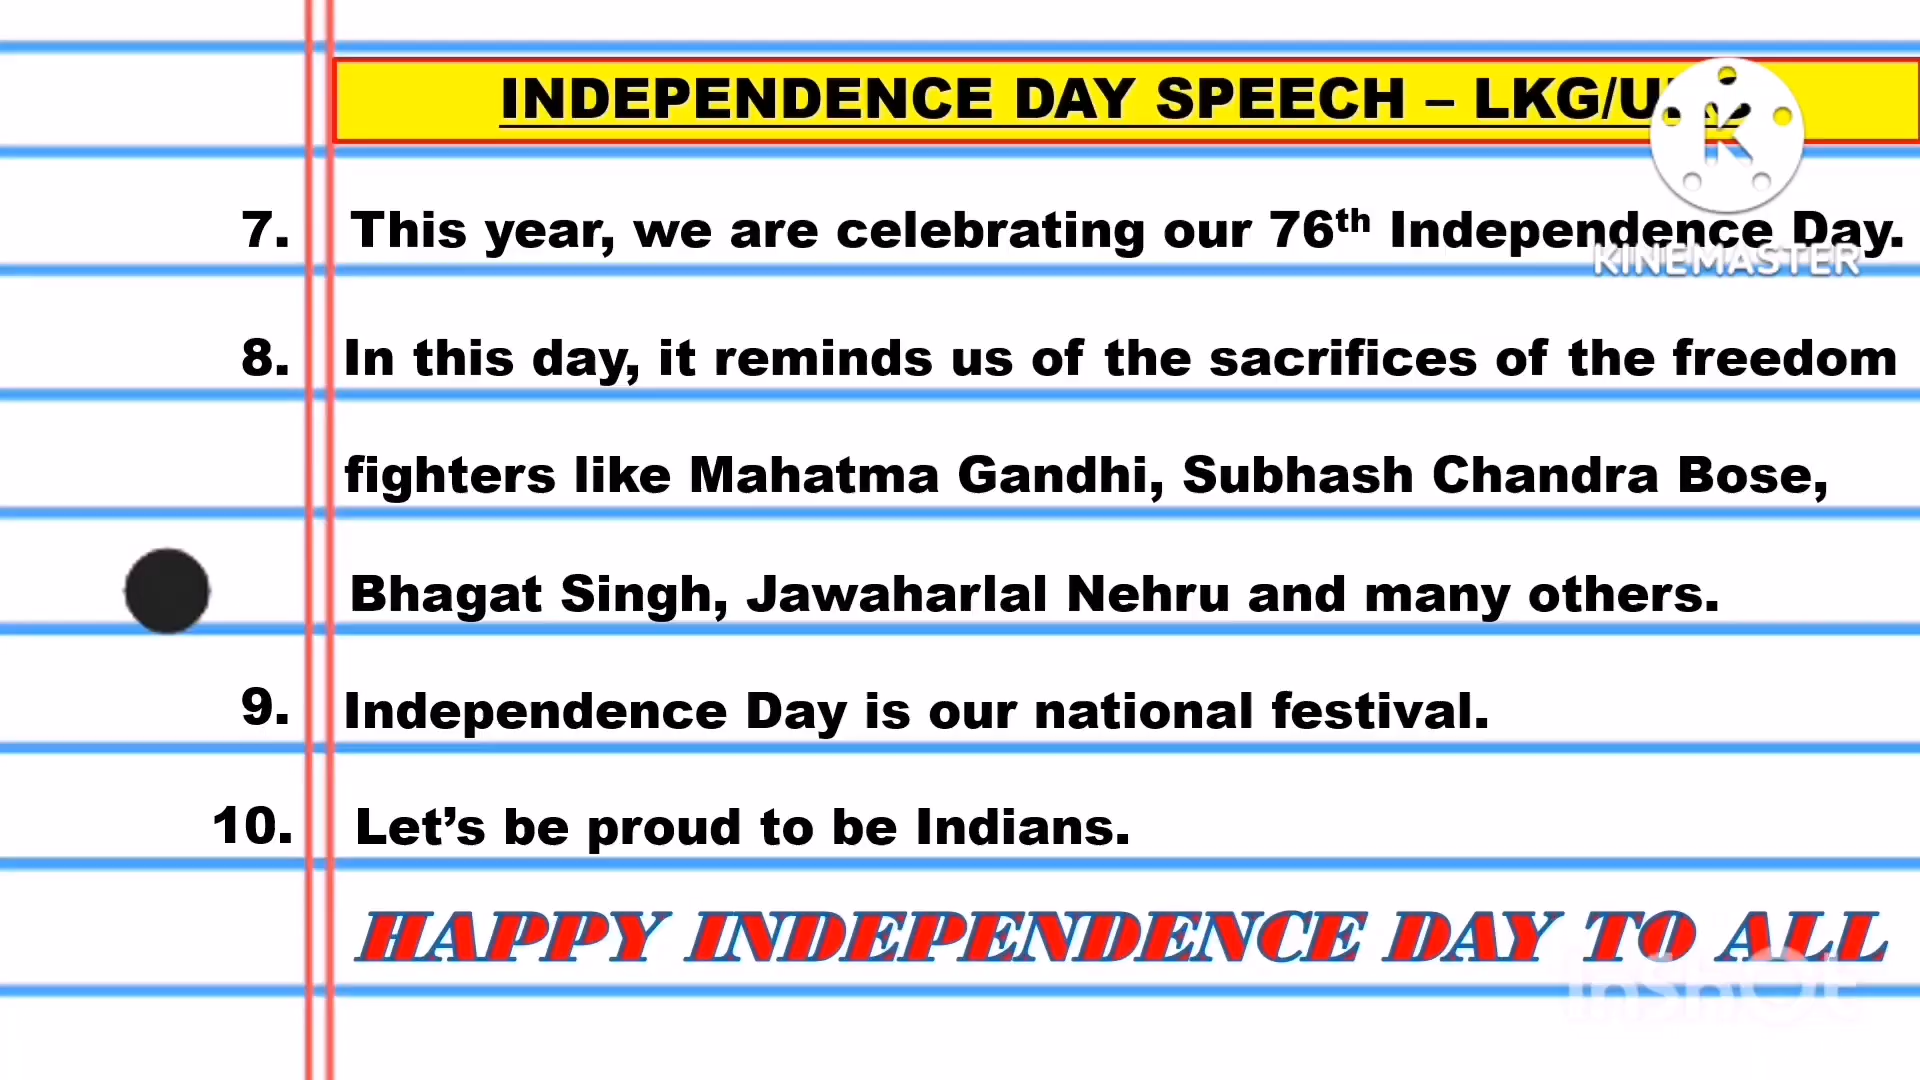 INDEPENDENCE DAY SPEECH – LKG/UKG
7. This year, we are celebrating our 76th Independence Day.
KINEMASTER
8. In this day, it reminds us of the sacrifices of the freedom
fighters like Mahatma Gandhi, Subhash Chandra Bose,
Bhagat Singh, Jawaharlal Nehru and many others.
9. Independence Day is our national festival.
10. Let’s be proud to be Indians.
HAPPY INDEPENDENCE DAY TO ALL
InShot